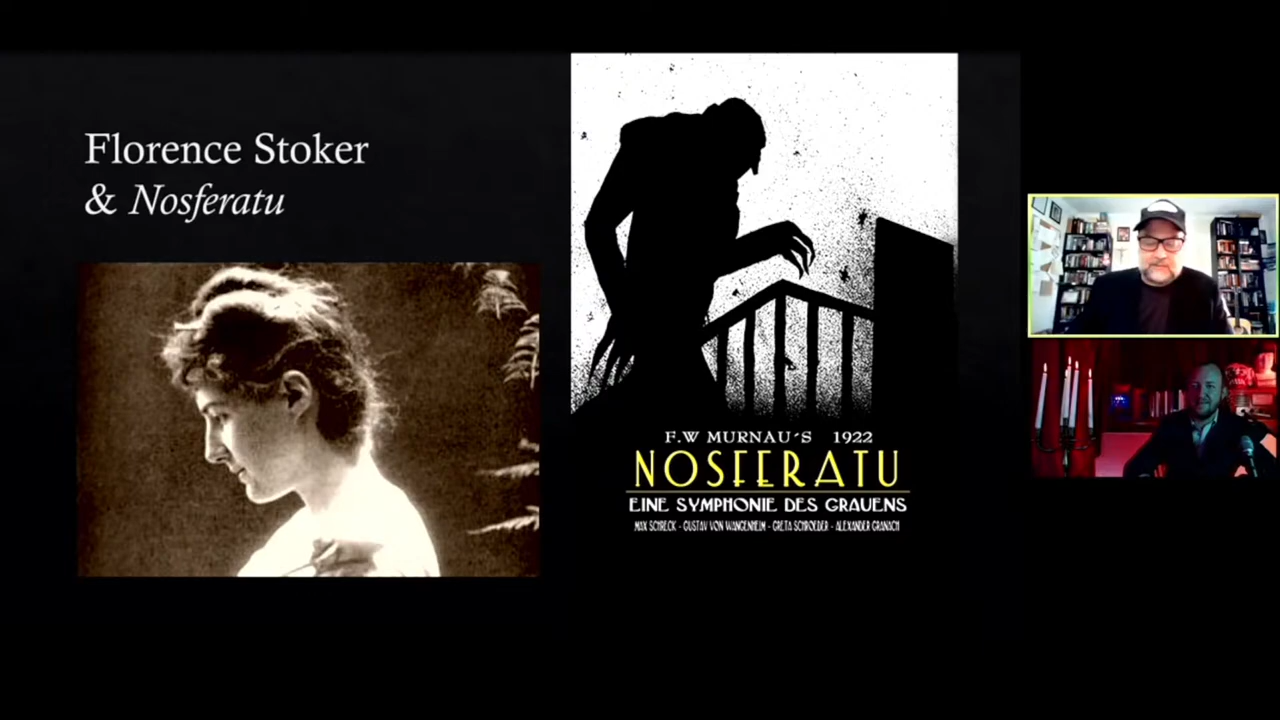 Florence Stoker
& Nosferatu
F.W MURNAU´S 1922
NOSFERATU
EINE SYMPHONIE DES GRAUENS
MAX SCHRECK - GUSTAV VON WANGENHEIM - GRETA SCHROEDER - ALEXANDER GRANACH